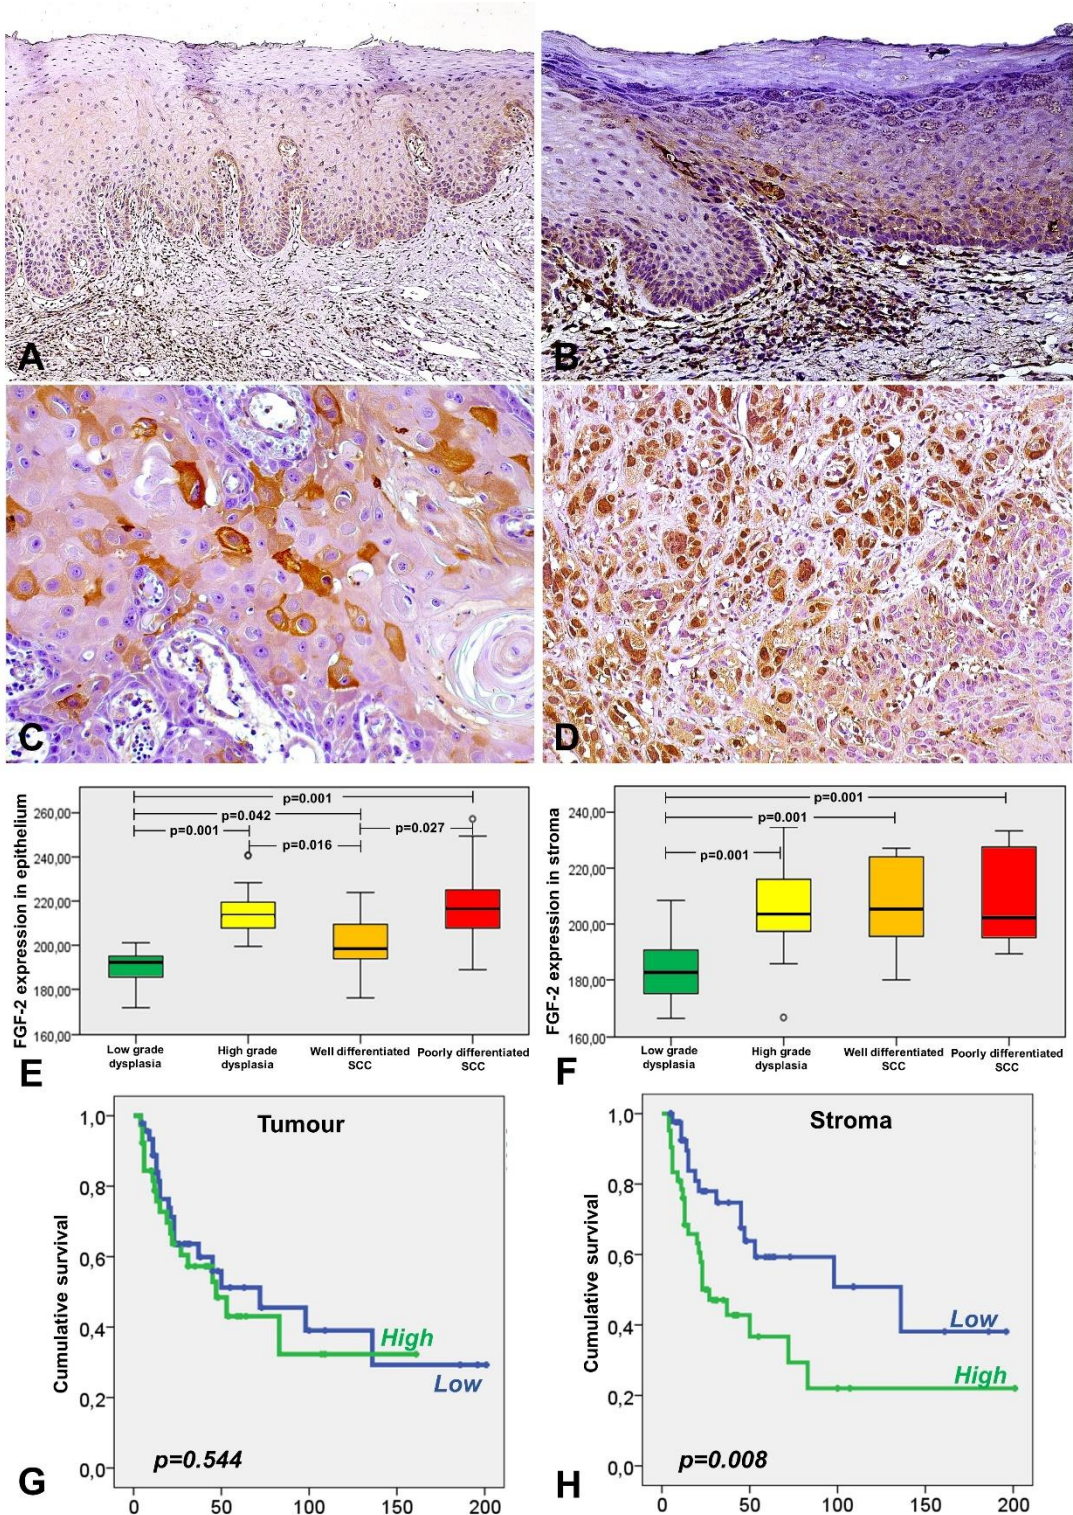 A
B
C
D
FGF-2 expression in epithelium
260,00
240,00
220,00
200,00
180,00
160,00
p=0.001
p=0.042
p=0.001
p=0.027
p=0.016
Low grade
dysplasia
High grade
dysplasia
Well differentiated
SCC
Poorly differentiated
SCC
E
FGF-2 expression in stroma
240,00
220,00
200,00
180,00
160,00
p=0.001
p=0.001
p=0.001
Low grade
dysplasia
High grade
dysplasia
Well differentiated
SCC
Poorly differentiated
SCC
F
Tumour
Cumulative survival
1,0
0,8
0,6
0,4
0,2
0,0
High
Low
p=0.544
G
0
50
100
150
200
Stroma
Cumulative survival
1,0
0,8
0,6
0,4
0,2
0,0
Low
High
p=0.008
H
0
50
100
150
200